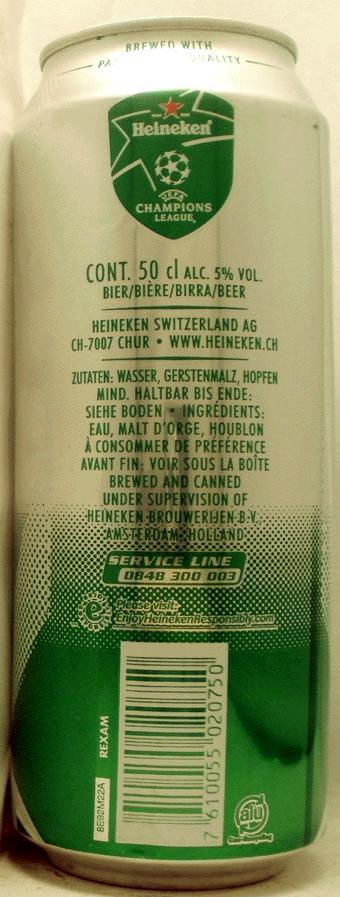 BREWED WITH
QUALITY
Heineken
UEFA
CHAMPIONS
LEAGUE
CONT. 50 cl ALC. 5% VOL.
BIER/BIÈRE/BIRRA/BEER
HEINEKEN SWITZERLAND AG
CH-7007 CHUR • WWW.HEINEKEN.CH
ZUTATEN: WASSER, GERSTENMALZ, HOPFEN
MIND. HALTBAR BIS ENDE:
SIEHE BODEN • INGRÉDIENTS:
EAU, MALT D'ORGE, HOUBLON
À CONSOMMER DE PRÉFÉRENCE
AVANT FIN: VOIR SOUS LA BOÎTE
BREWED AND CANNED
UNDER SUPERVISION OF
HEINEKEN BROUWERIJEN B.V.,
AMSTERDAM, HOLLAND
SERVICE LINE
0848 300 003
e
Please visit:
EnjoyHeinekenResponsibly.com
REXAM
8E92M22A
7 610055 020750
alu